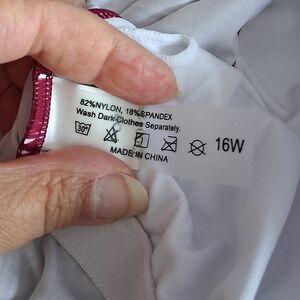 82%NYLON, 18%SPANDEX
Wash Dark Clothes Separately.
30°
16W
MADE IN CHINA